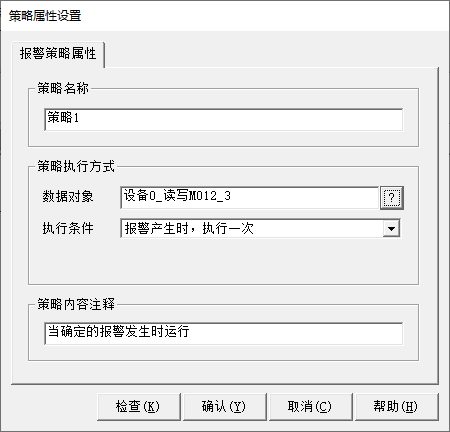 策略属性设置
报警策略属性
策略名称
策略1
策略执行方式
数据对象
设备0_读写M012_3
?
执行条件
报警产生时，执行一次
策略内容注释
当确定的报警发生时运行
检查(K)
确认(Y)
取消(C)
帮助(H)